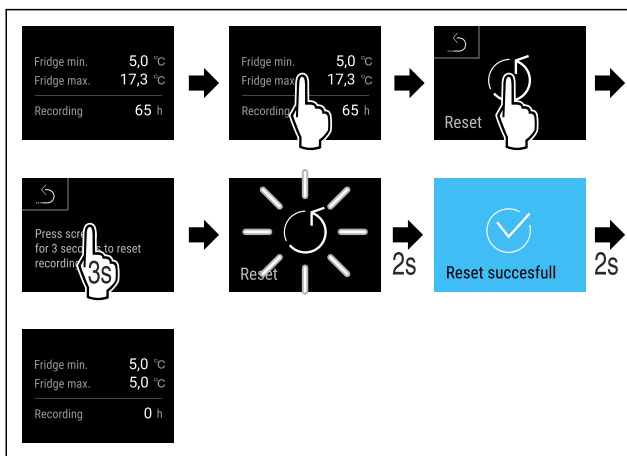 Fridge min. 5,0 °C
Fridge max. 17,3 °C
Recording 65 h
Fridge min. 5,0 °C
Fridge max 17,3 °C
Recording 65 h
Reset
Press scre
for 3 seconds to reset
recording
3s
Reset
2s
Reset succesfull
2s
Fridge min. 5,0 °C
Fridge max. 5,0 °C
Recording 0 h